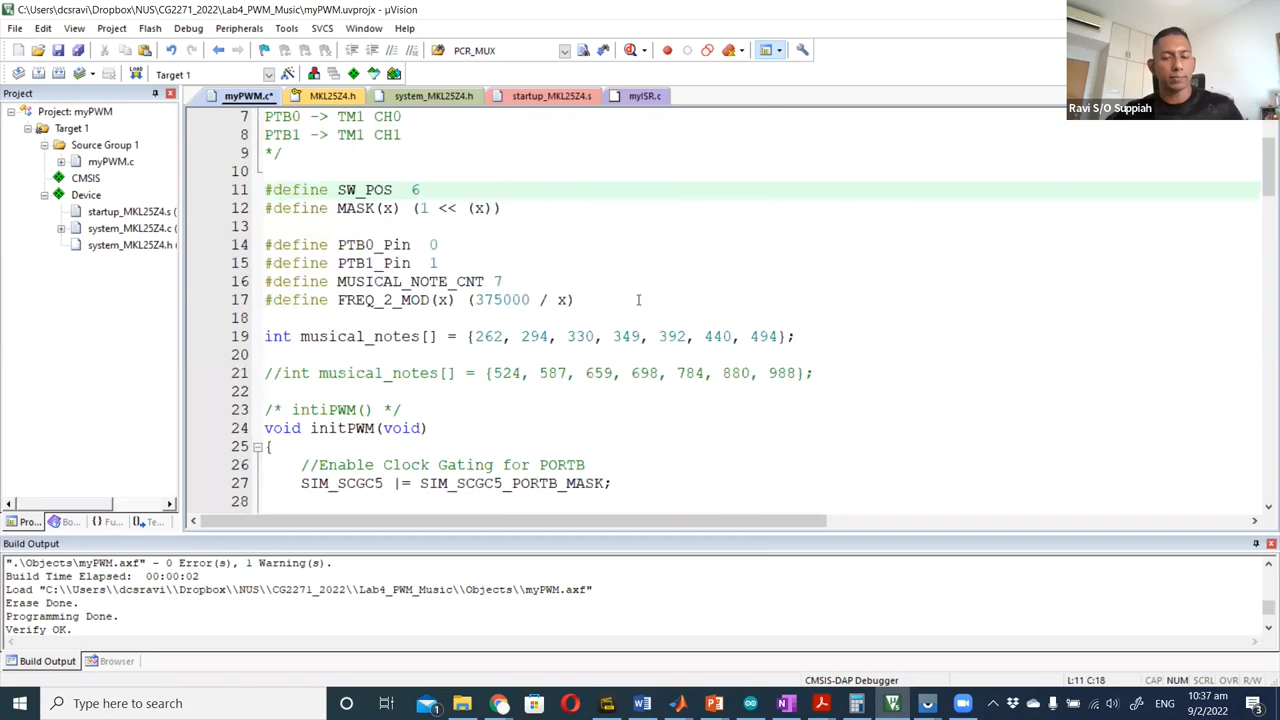 C:\Users\dcsravi\Dropbox\NUS\CG2271_2022\Lab4_PWM_Music\myPWM.uvprojx - µVision
File Edit View Project Flash Debug Peripherals Tools SVCS Window Help
PCR_MUX
Target 1
Project
Project: myPWM
Target 1
Source Group 1
myPWM.c
CMSIS
Device
startup_MKL25Z4.s (
system_MKL25Z4.c (
system_MKL25Z4.h (
Pro... Bo... {} Fu... Te...
myPWM.c* MKL25Z4.h system_MKL25Z4.h startup_MKL25Z4.s myISR.c
7 PTB0 -> TM1 CH0
8 PTB1 -> TM1 CH1
9 */
10
11 #define SW_POS 6
12 #define MASK(x) (1 << (x))
13
14 #define PTB0_Pin 0
15 #define PTB1_Pin 1
16 #define MUSICAL_NOTE_CNT 7
17 #define FREQ_2_MOD(x) (375000 / x)
18
19 int musical_notes[] = {262, 294, 330, 349, 392, 440, 494};
20
21 //int musical_notes[] = {524, 587, 659, 698, 784, 880, 988};
22
23 /* intiPWM() */
24 void initPWM(void)
25 {
26 //Enable Clock Gating for PORTB
27 SIM_SCGC5 |= SIM_SCGC5_PORTB_MASK;
28
Ravi S/O Suppiah
Build Output
".\Objects\myPWM.axf" - 0 Error(s), 1 Warning(s).
Build Time Elapsed: 00:00:02
Load "C:\\Users\\dcsravi\\Dropbox\\NUS\\CG2271_2022\\Lab4_PWM_Music\\Objects\\myPWM.axf"
Erase Done.
Programming Done.
Verify OK.
Build Output Browser
CMSIS-DAP Debugger L:11 C:18 CAP NUM SCRL OVR R/W
Type here to search
10:37 am
9/2/2022